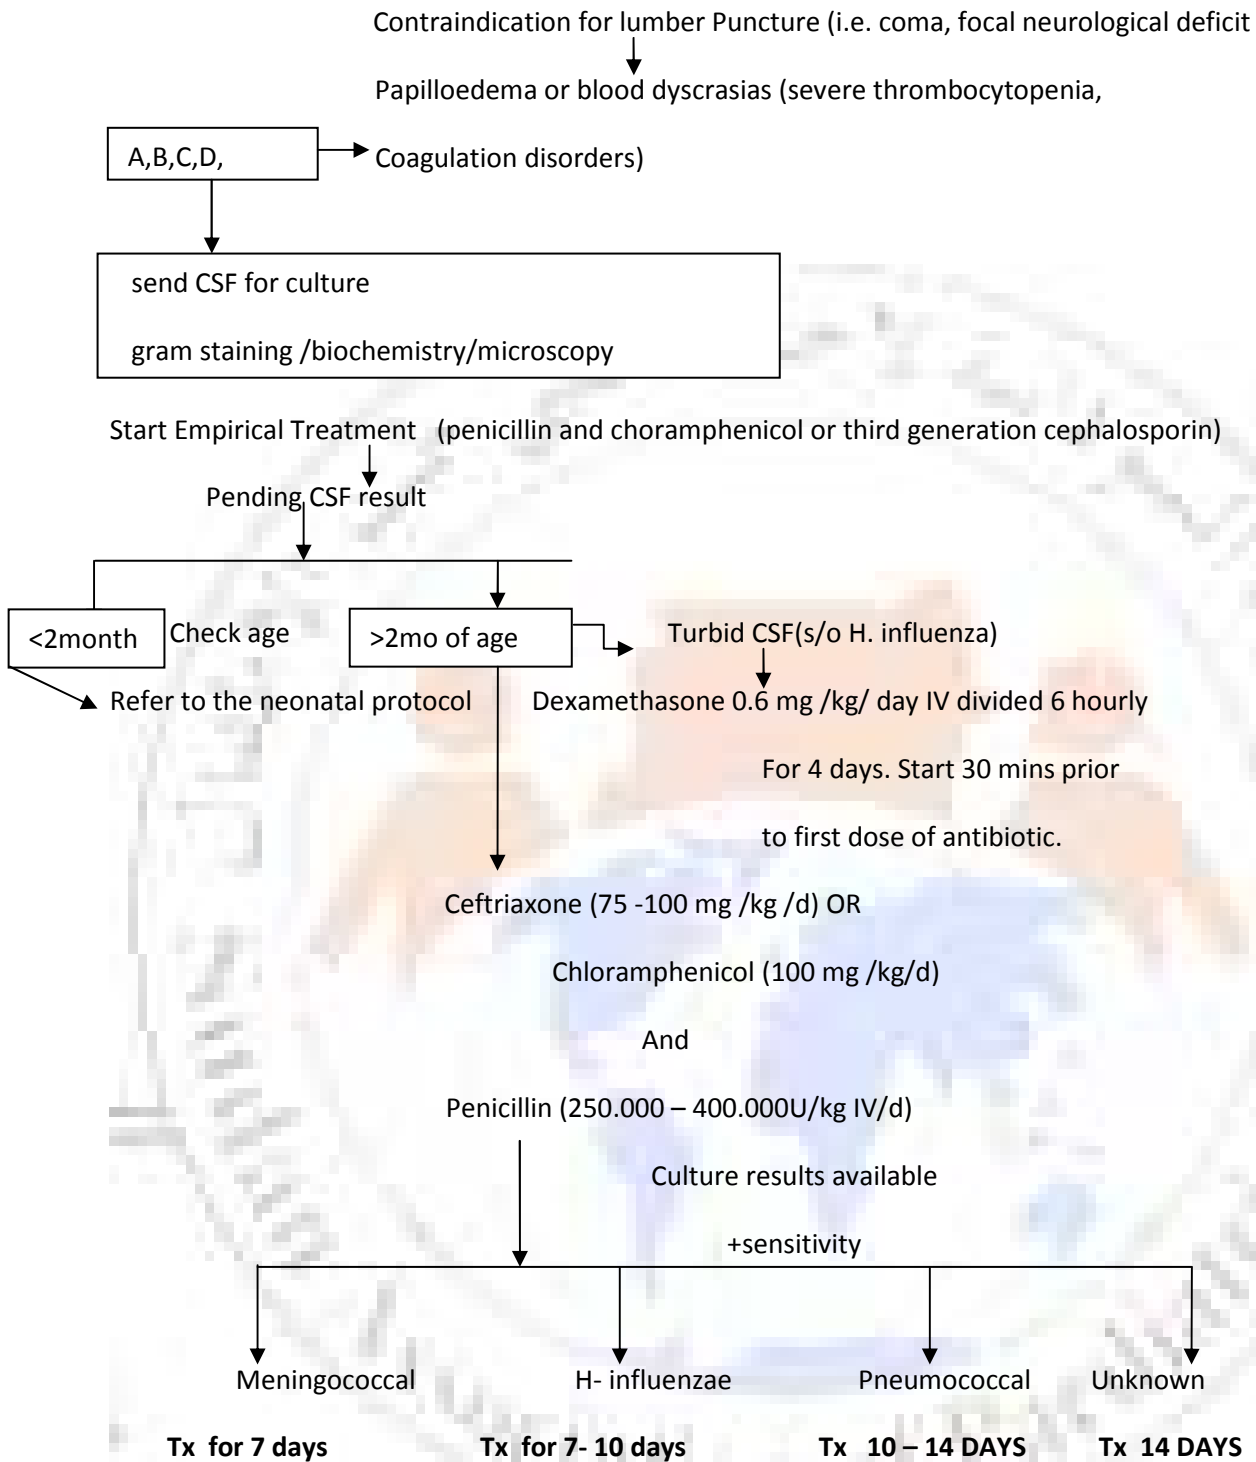 Contraindication for lumber Puncture (i.e. coma, focal neurological deficit
Papilloedema or blood dyscrasias (severe thrombocytopenia,
A,B,C,D,
Coagulation disorders)
send CSF for culture
gram staining /biochemistry/microscopy
Start Empirical Treatment (penicillin and choramphenicol or third generation cephalosporin)
Pending CSF result
<2month
Check age
>2mo of age
Turbid CSF(s/o H. influenza)
Refer to the neonatal protocol
Dexamethasone 0.6 mg /kg/ day IV divided 6 hourly
For 4 days. Start 30 mins prior
to first dose of antibiotic.
Ceftriaxone (75 -100 mg /kg /d) OR
Chloramphenicol (100 mg /kg/d)
And
Penicillin (250.000 – 400.000U/kg IV/d)
Culture results available
+sensitivity
Meningococcal
H- influenzae
Pneumococcal
Unknown
Tx for 7 days
Tx for 7- 10 days
Tx 10 – 14 DAYS
Tx 14 DAYS